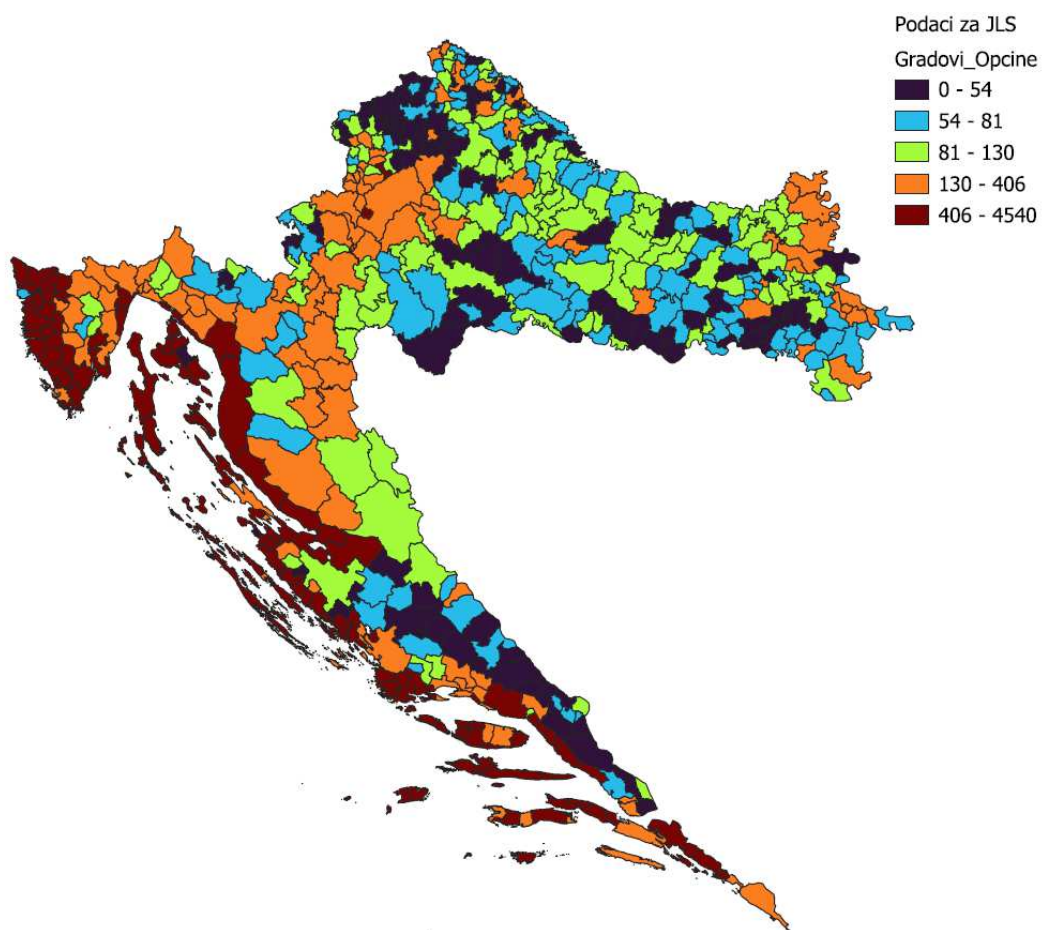 Podaci za JLS
Gradovi_Opcine
0 - 54
54 - 81
81 - 130
130 - 406
406 - 4540